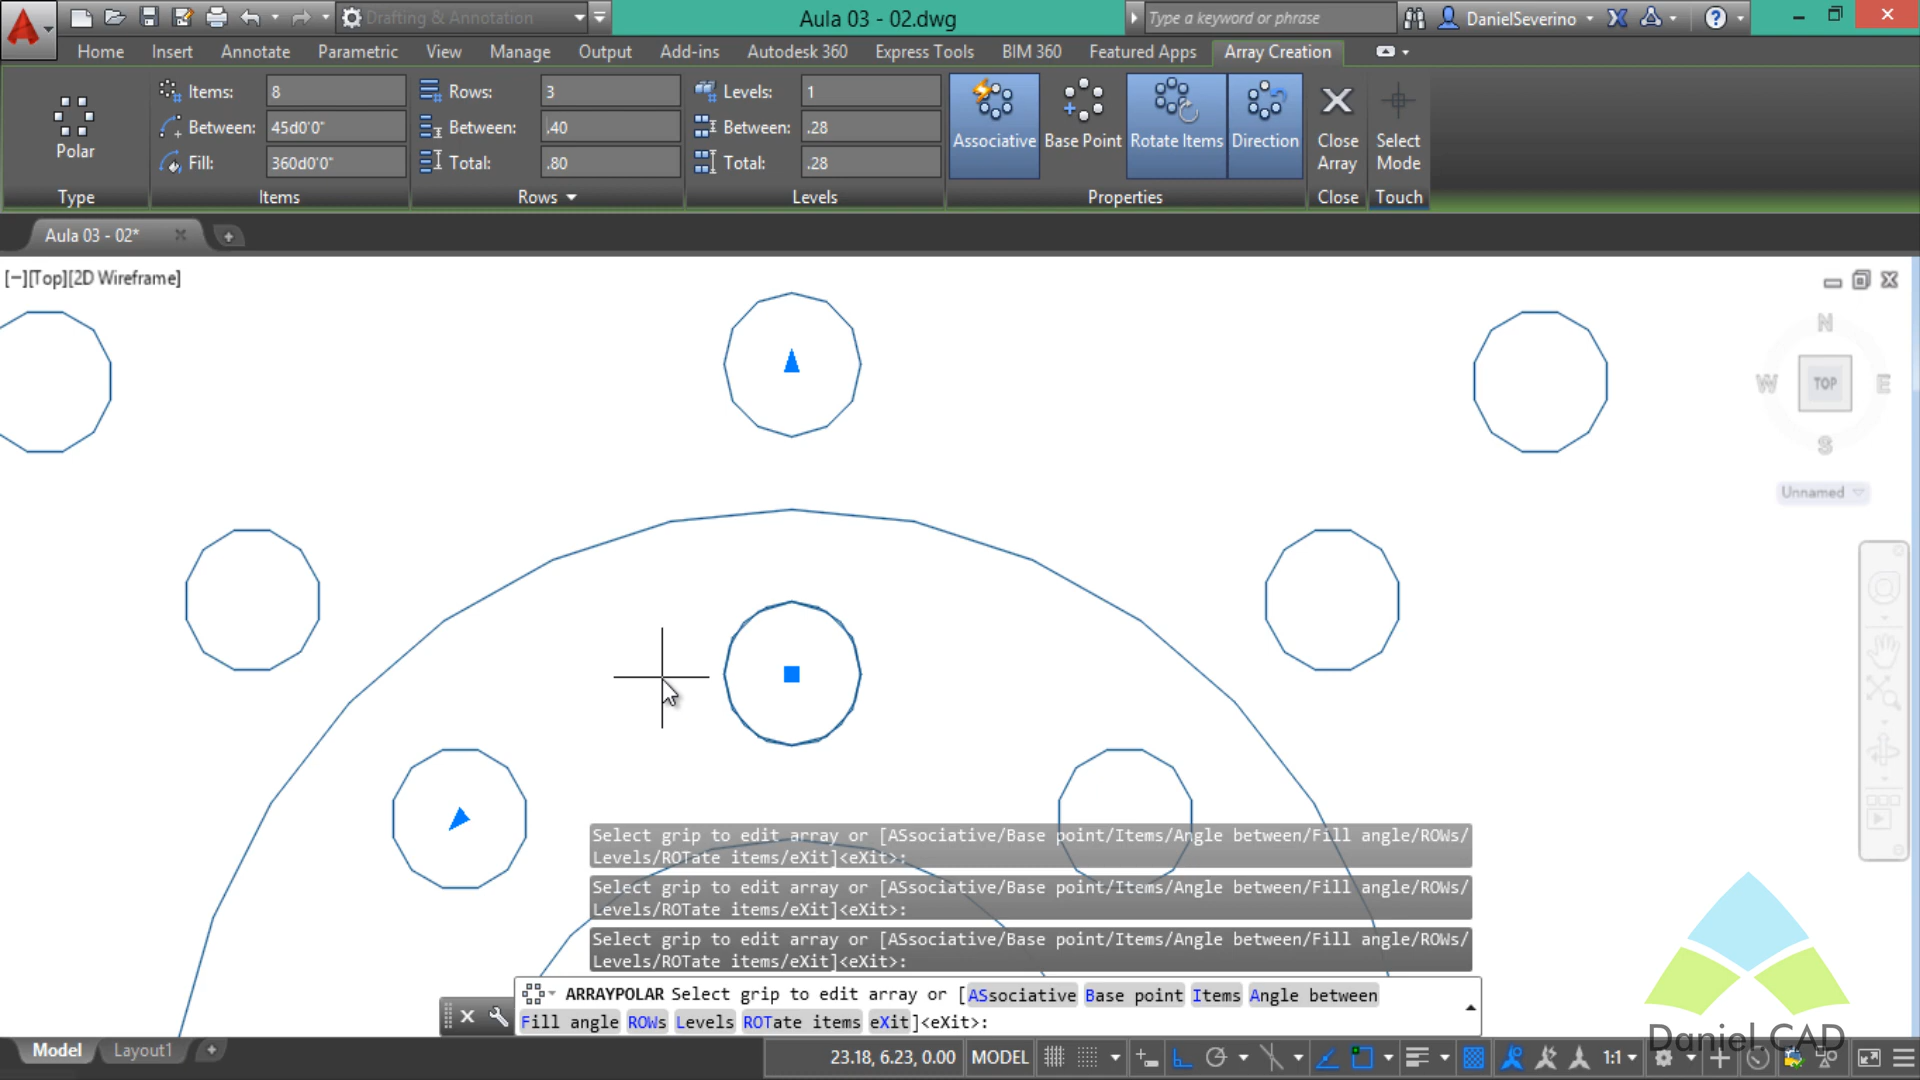 Drafting & Annotation
Aula 03 - 02.dwg
Type a keyword or phrase
DanielSeverino
Home Insert Annotate Parametric View Manage Output Add-ins Autodesk 360 Express Tools BIM 360 Featured Apps Array Creation
Items: 8 Rows: 3 Levels: 1
Polar Between: 45d0'0" Between: .40 Between: .28 Associative Base Point Rotate Items Direction Close Array Select Mode
Fill: 360d0'0" Total: .80 Total: .28
Type Items Rows Levels Properties Close Touch
Aula 03 - 02*
[−][Top][2D Wireframe]
N
W TOP E
S
Unnamed
Select grip to edit array or [ASsociative/Base point/Items/Angle between/Fill angle/ROWs/
Levels/ROTate items/eXit]<eXit>:
Select grip to edit array or [ASsociative/Base point/Items/Angle between/Fill angle/ROWs/
Levels/ROTate items/eXit]<eXit>:
Select grip to edit array or [ASsociative/Base point/Items/Angle between/Fill angle/ROWs/
Levels/ROTate items/eXit]<eXit>:
ARRAYPOLAR Select grip to edit array or [ASsociative Base point Items Angle between
Fill angle ROWs Levels ROTate items eXit]<eXit>:
Daniel.CAD
Model Layout1
23.18, 6.23, 0.00 MODEL 1:1